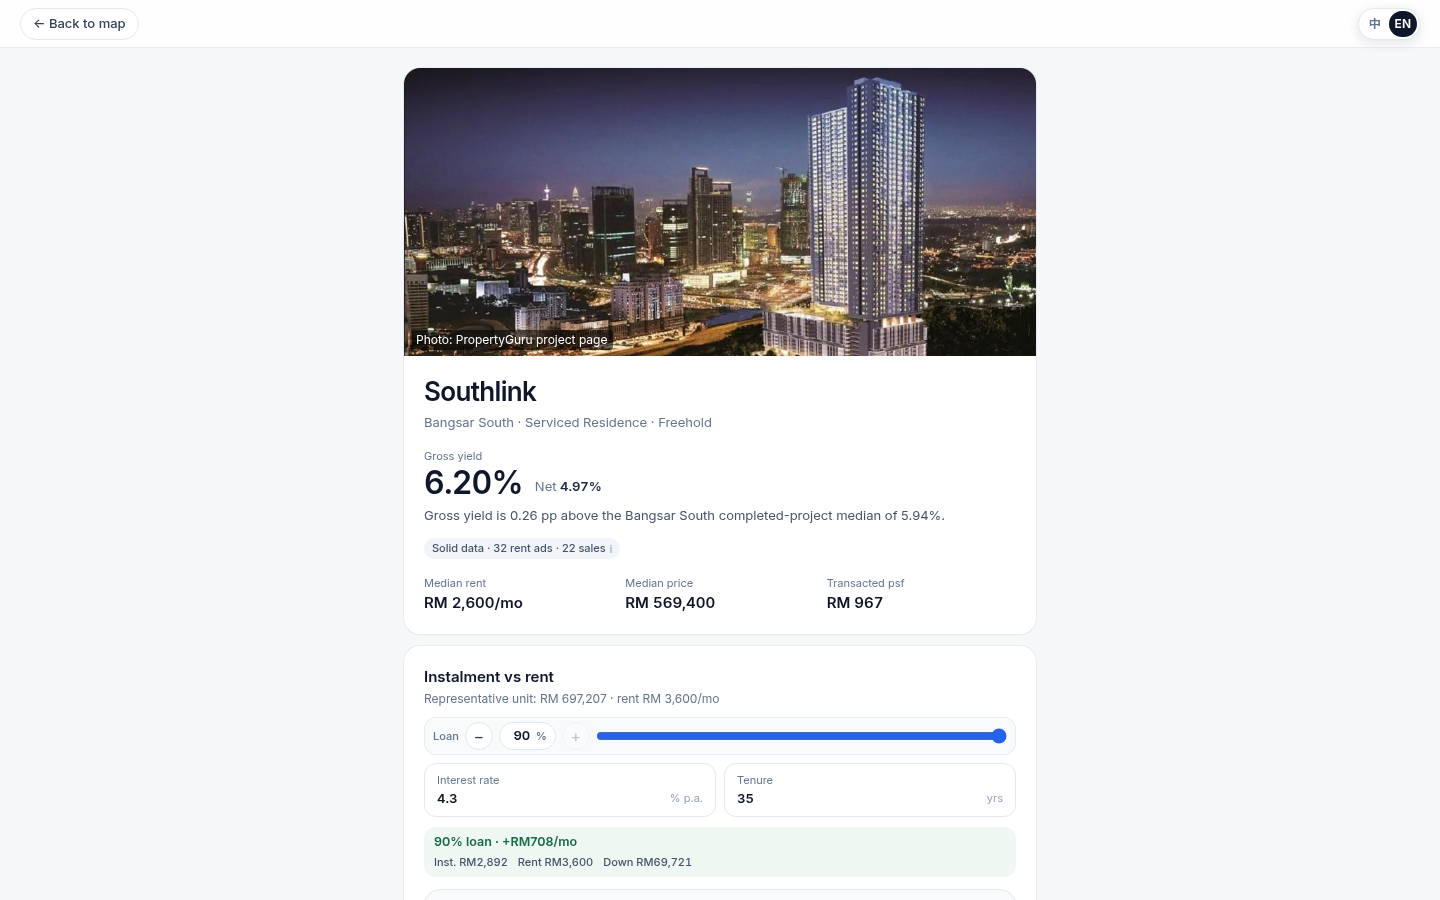 ← Back to map
中 EN
Photo: PropertyGuru project page
Southlink
Bangsar South · Serviced Residence · Freehold
Gross yield
6.20% Net 4.97%
Gross yield is 0.26 pp above the Bangsar South completed-project median of 5.94%.
Solid data · 32 rent ads · 22 sales i
Median rent Median price Transacted psf
RM 2,600/mo RM 569,400 RM 967
Instalment vs rent
Representative unit: RM 697,207 · rent RM 3,600/mo
Loan − 90 % +
Interest rate Tenure
4.3 % p.a. 35 yrs
90% loan · +RM708/mo
Inst. RM2,892 Rent RM3,600 Down RM69,721